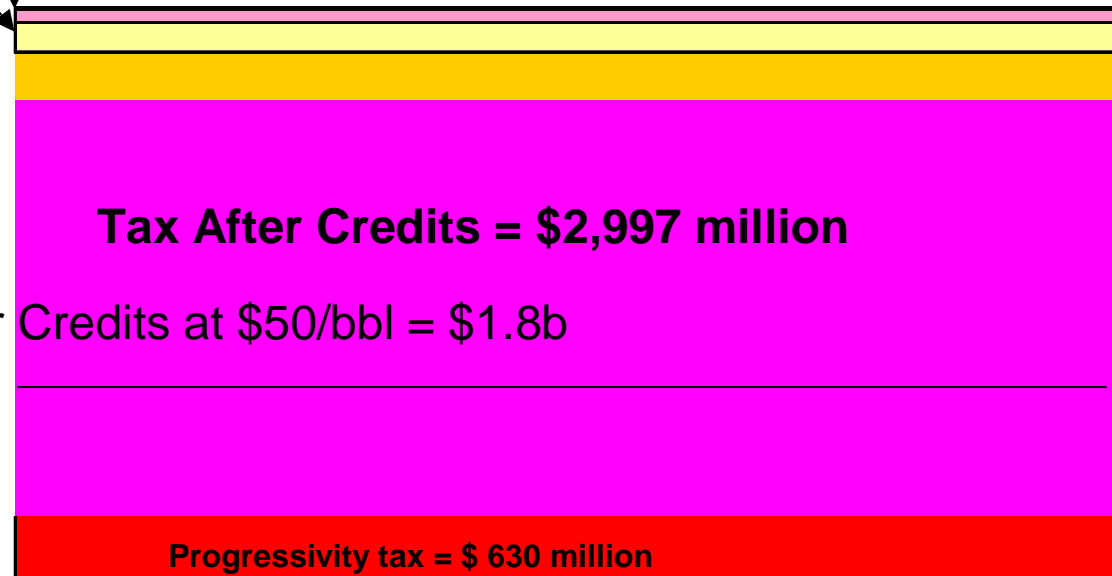 Tax After Credits = $2,997 million
Credits at $50/bbl = $1.8b
Progressivity tax = $ 630 million